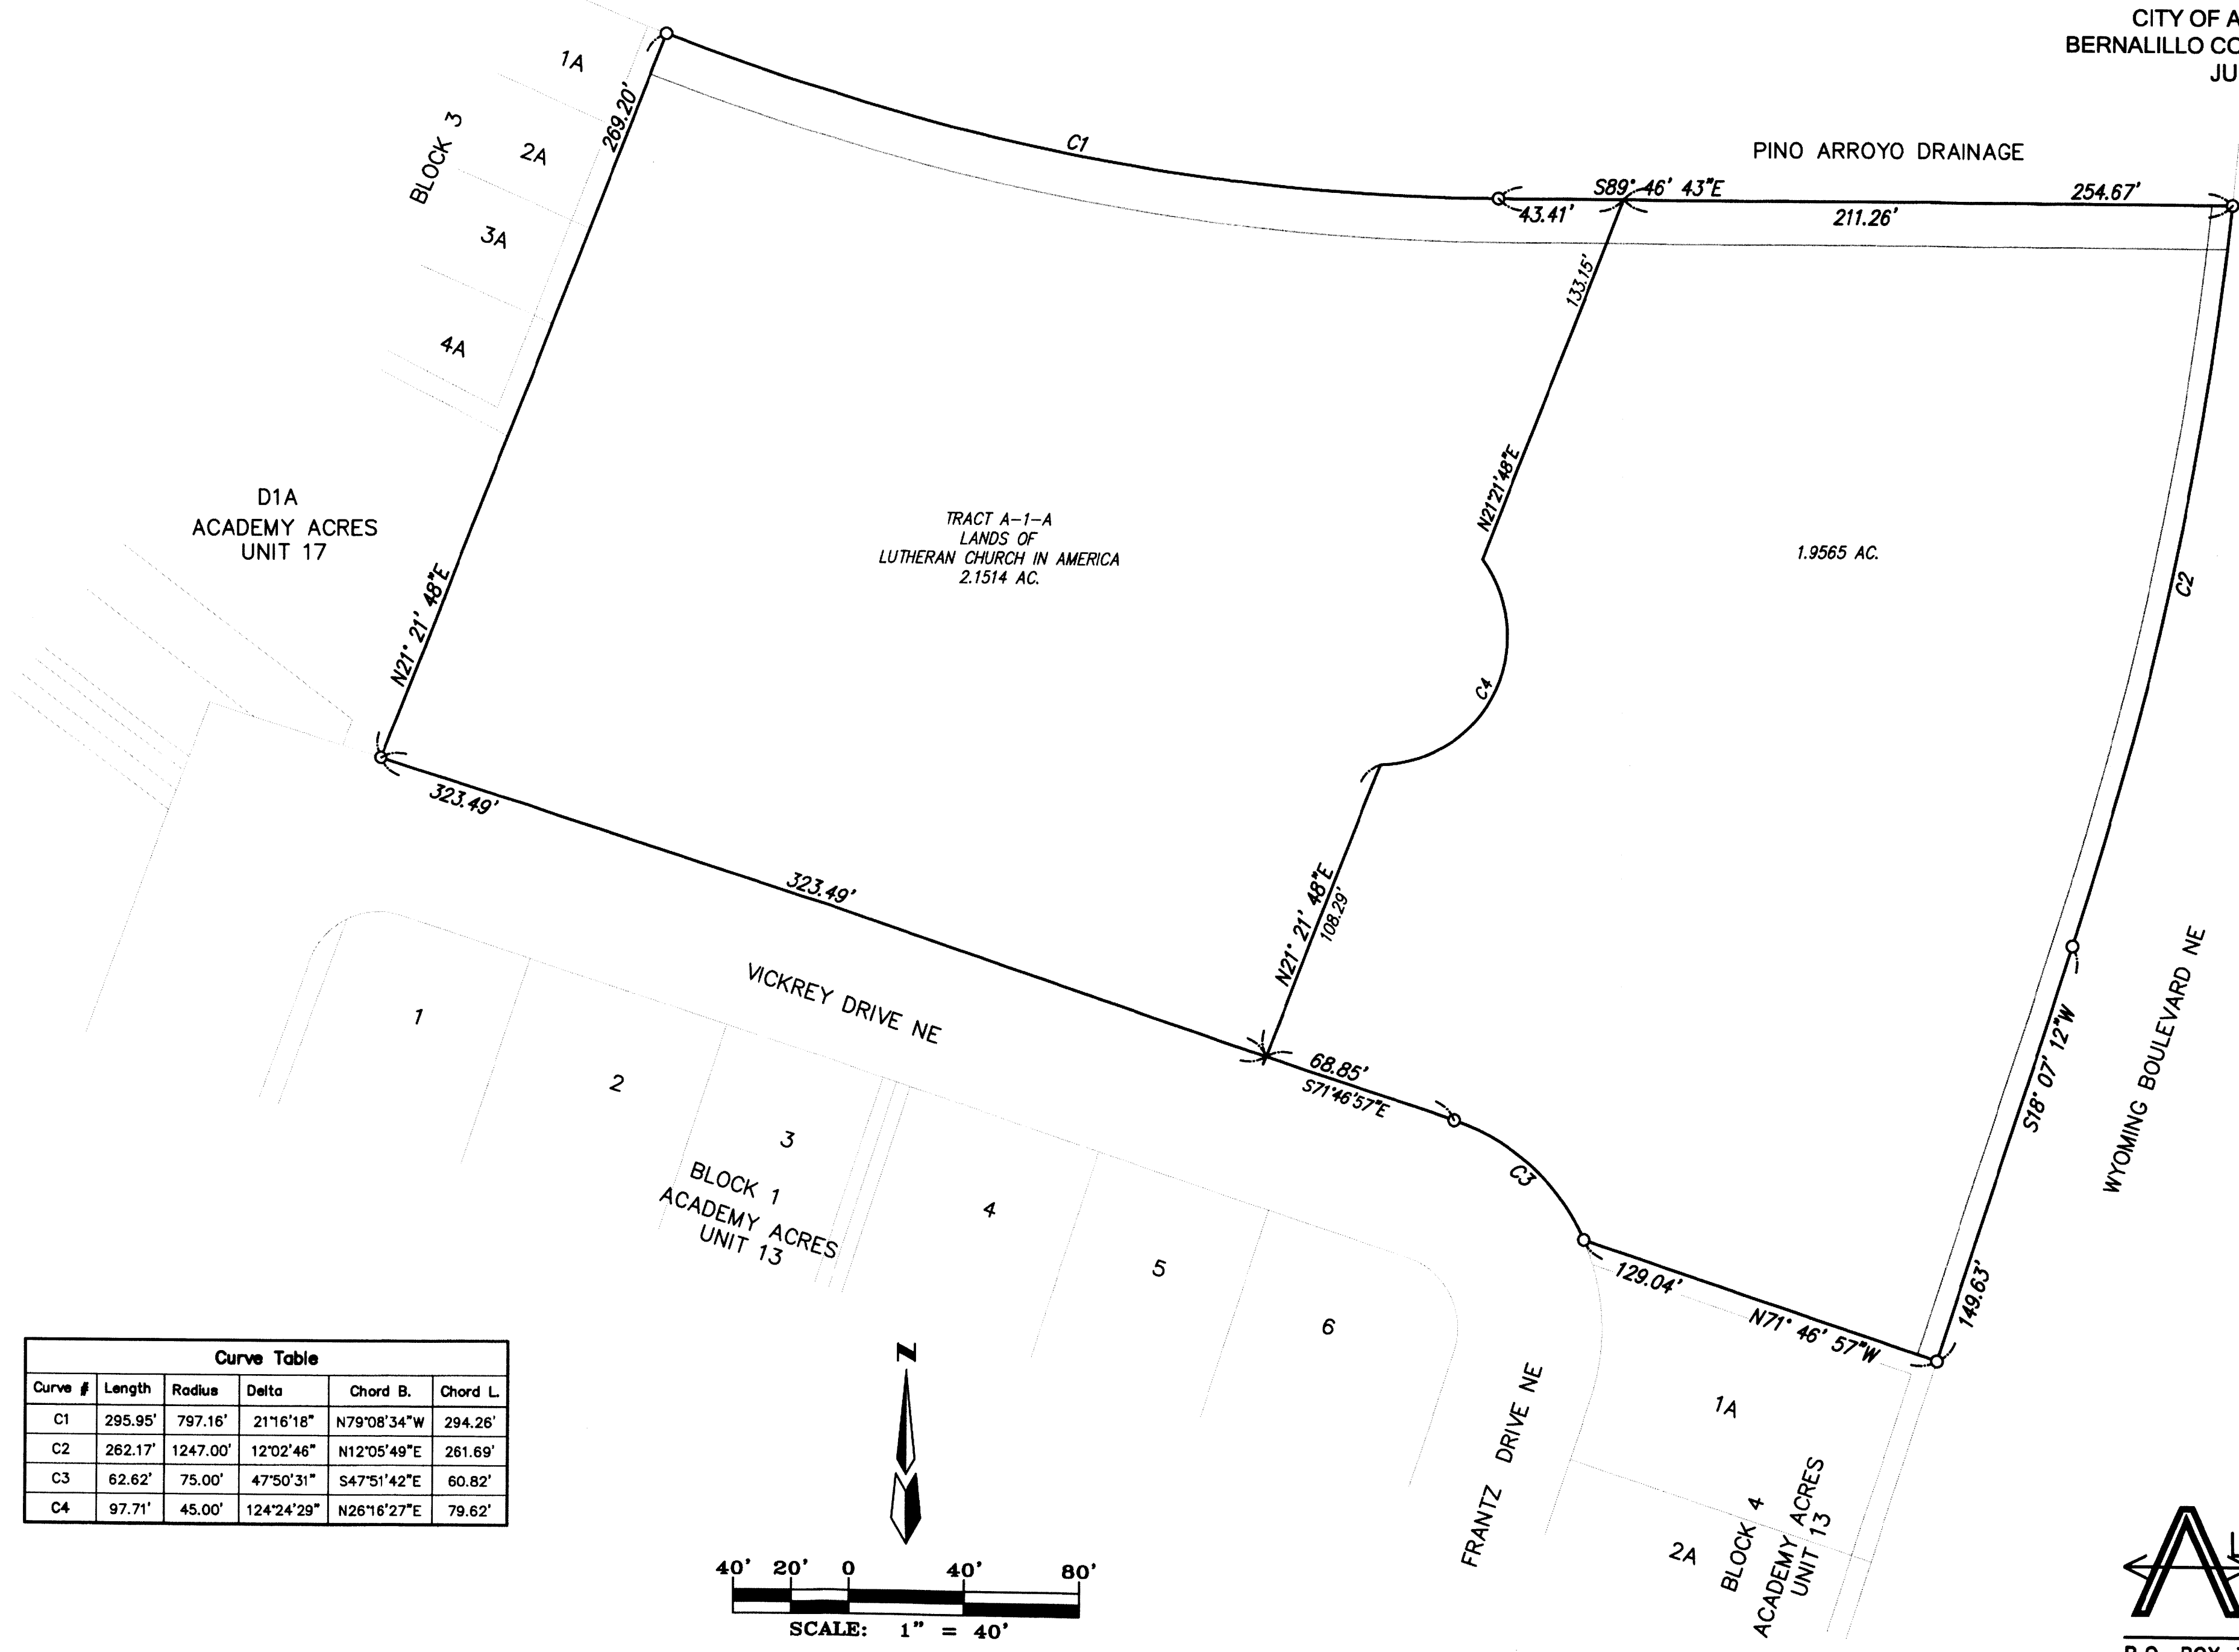 CITY OF A
BERNALILLO CO
JU
1A
2A
3A
4A
BLOCK 3
269.20'
N21° 21' 48"E
C1
PINO ARROYO DRAINAGE
S89° 46' 43"E
254.67'
43.41'
211.26'
133.15'
N21°21'48"E
D1A
ACADEMY ACRES
UNIT 17
TRACT A-1-A
LANDS OF
LUTHERAN CHURCH IN AMERICA
2.1514 AC.
1.9565 AC.
C2
C4
323.49'
323.49'
N21° 21' 48"E
108.29'
VICKREY DRIVE NE
68.85'
S71°46'57"E
C3
S18° 07' 12"W
149.63'
WYOMING BOULEVARD NE
129.04'
N71° 46' 57"W
1
2
3
BLOCK 1
ACADEMY ACRES
UNIT 13
4
5
6
FRANTZ DRIVE NE
1A
2A
BLOCK 4
ACADEMY ACRES
UNIT 13
Curve Table
Curve # Length Radius Delta Chord B. Chord L.
C1 295.95' 797.16' 21°16'18" N79°08'34"W 294.26'
C2 262.17' 1247.00' 12°02'46" N12°05'49"E 261.69'
C3 62.62' 75.00' 47°50'31" S47°51'42"E 60.82'
C4 97.71' 45.00' 124°24'29" N26°16'27"E 79.62'
N
40' 20' 0 40' 80'
SCALE: 1" = 40'
A